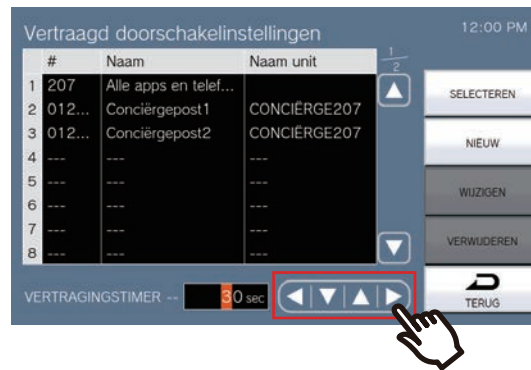 Vertraagd doorschakelinstellingen
12:00 PM
# Naam Naam unit
1/2
1 207 Alle apps en telef...
2 012... Conciërgepost1 CONCIËRGE207
3 012... Conciërgepost2 CONCIËRGE207
4 --- --- ---
5 --- --- ---
6 --- --- ---
7 --- --- ---
8 --- --- ---
SELECTEREN
NIEUW
WIJZIGEN
VERWIJDEREN
TERUG
VERTRAGINGSTIMER -- 30 sec